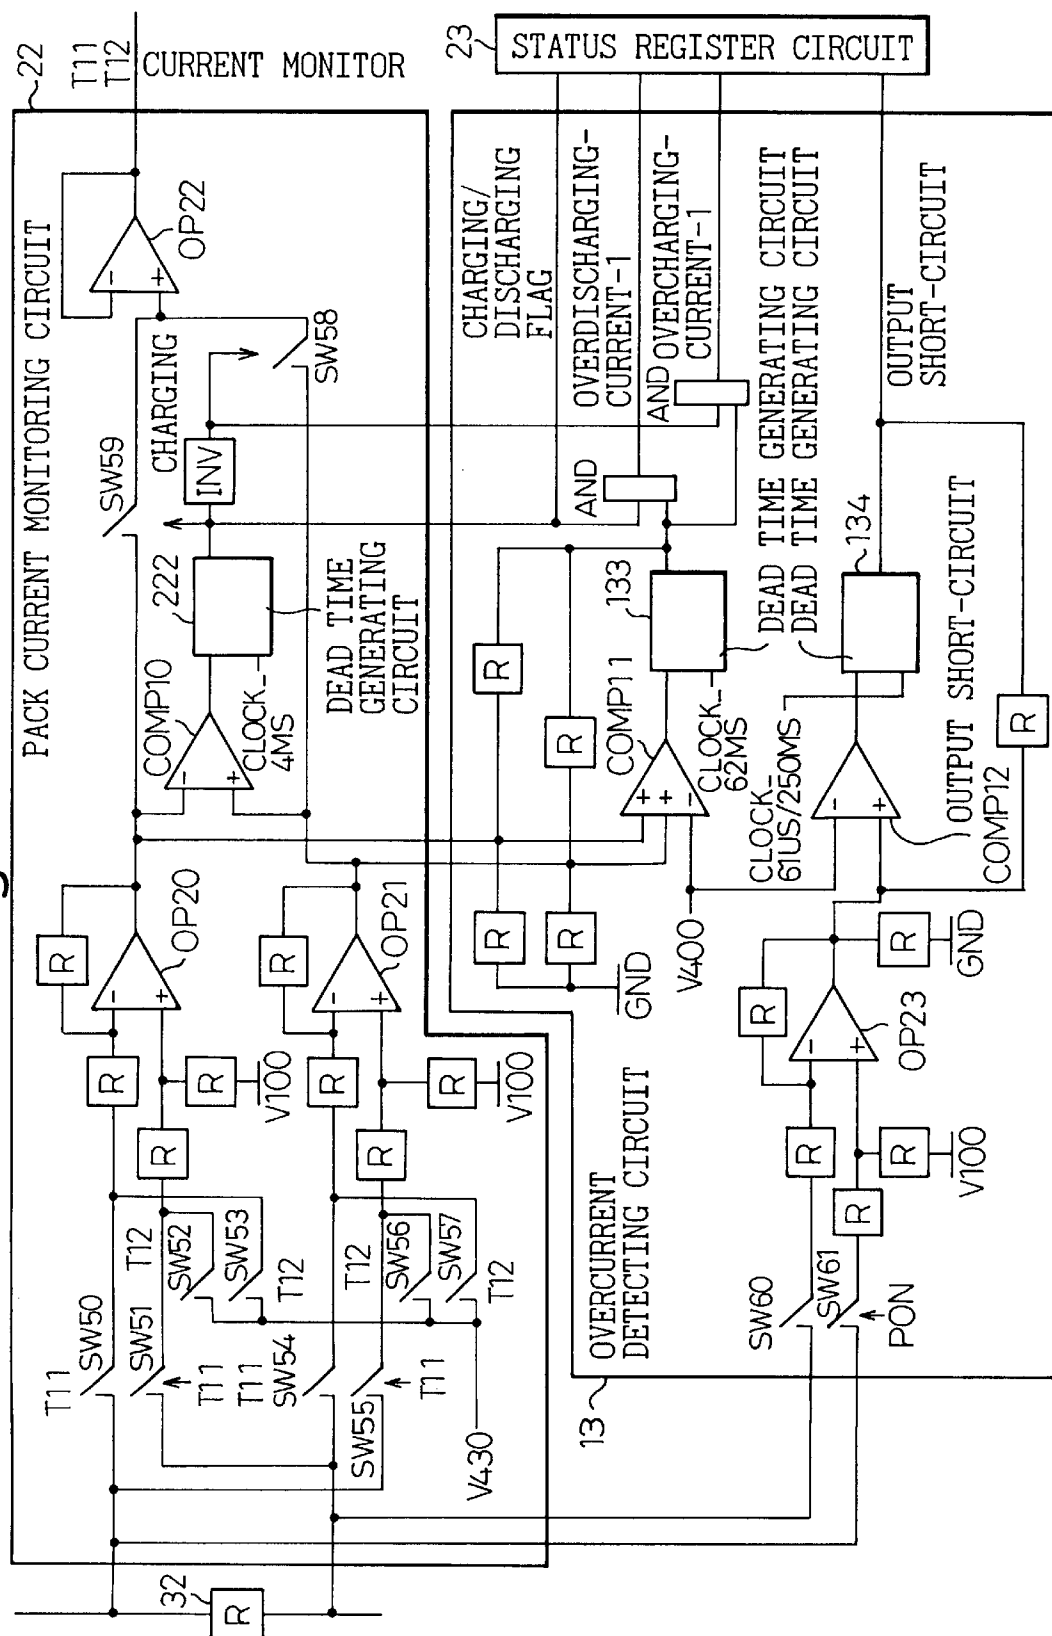 PACK CURRENT MONITORING CIRCUIT
22
T11
T12
CURRENT MONITOR
OP22
SW59
CHARGING
SW58
INV
222
COMP10
CLOCK_
4MS
DEAD TIME
GENERATING
CIRCUIT
R
OP20
R
R
V100
R
R
OP21
R
R
V100
R
T11
SW50
SW51
T11
T12
SW52
SW53
T12
T11
SW54
SW55
T11
T12
SW56
SW57
T12
V430
32
R
23
STATUS REGISTER CIRCUIT
CHARGING/
DISCHARGING
FLAG
OVERDISCHARGING-
CURRENT-1
OVERCHARGING-
CURRENT-1
AND
AND
DEAD TIME GENERATING CIRCUIT
DEAD TIME GENERATING CIRCUIT
OUTPUT
SHORT-CIRCUIT
R
R
133
COMP11
CLOCK_
62MS
134
CLOCK_
61US/250MS
OUTPUT SHORT-CIRCUIT
COMP12
R
R
R
GND
V400
R
R
GND
OP23
R
R
V100
R
OVERCURRENT
DETECTING CIRCUIT
SW60
SW61
PON
13